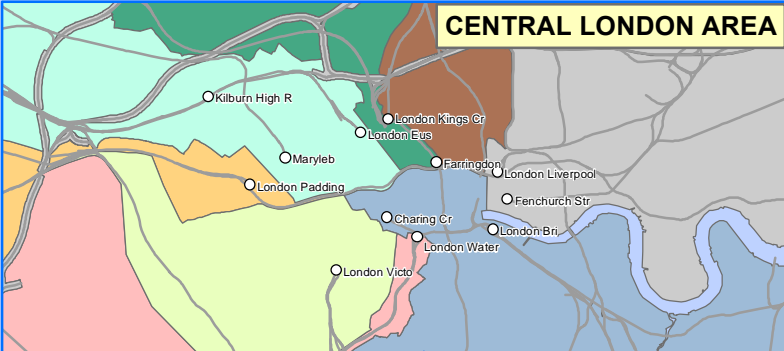 CENTRAL LONDON AREA
Kilburn High R
London Kings Cr
London Eus
Maryleb
Farringdon
London Liverpool
London Padding
Fenchurch Str
Charing Cr
London Bri
London Water
London Victo